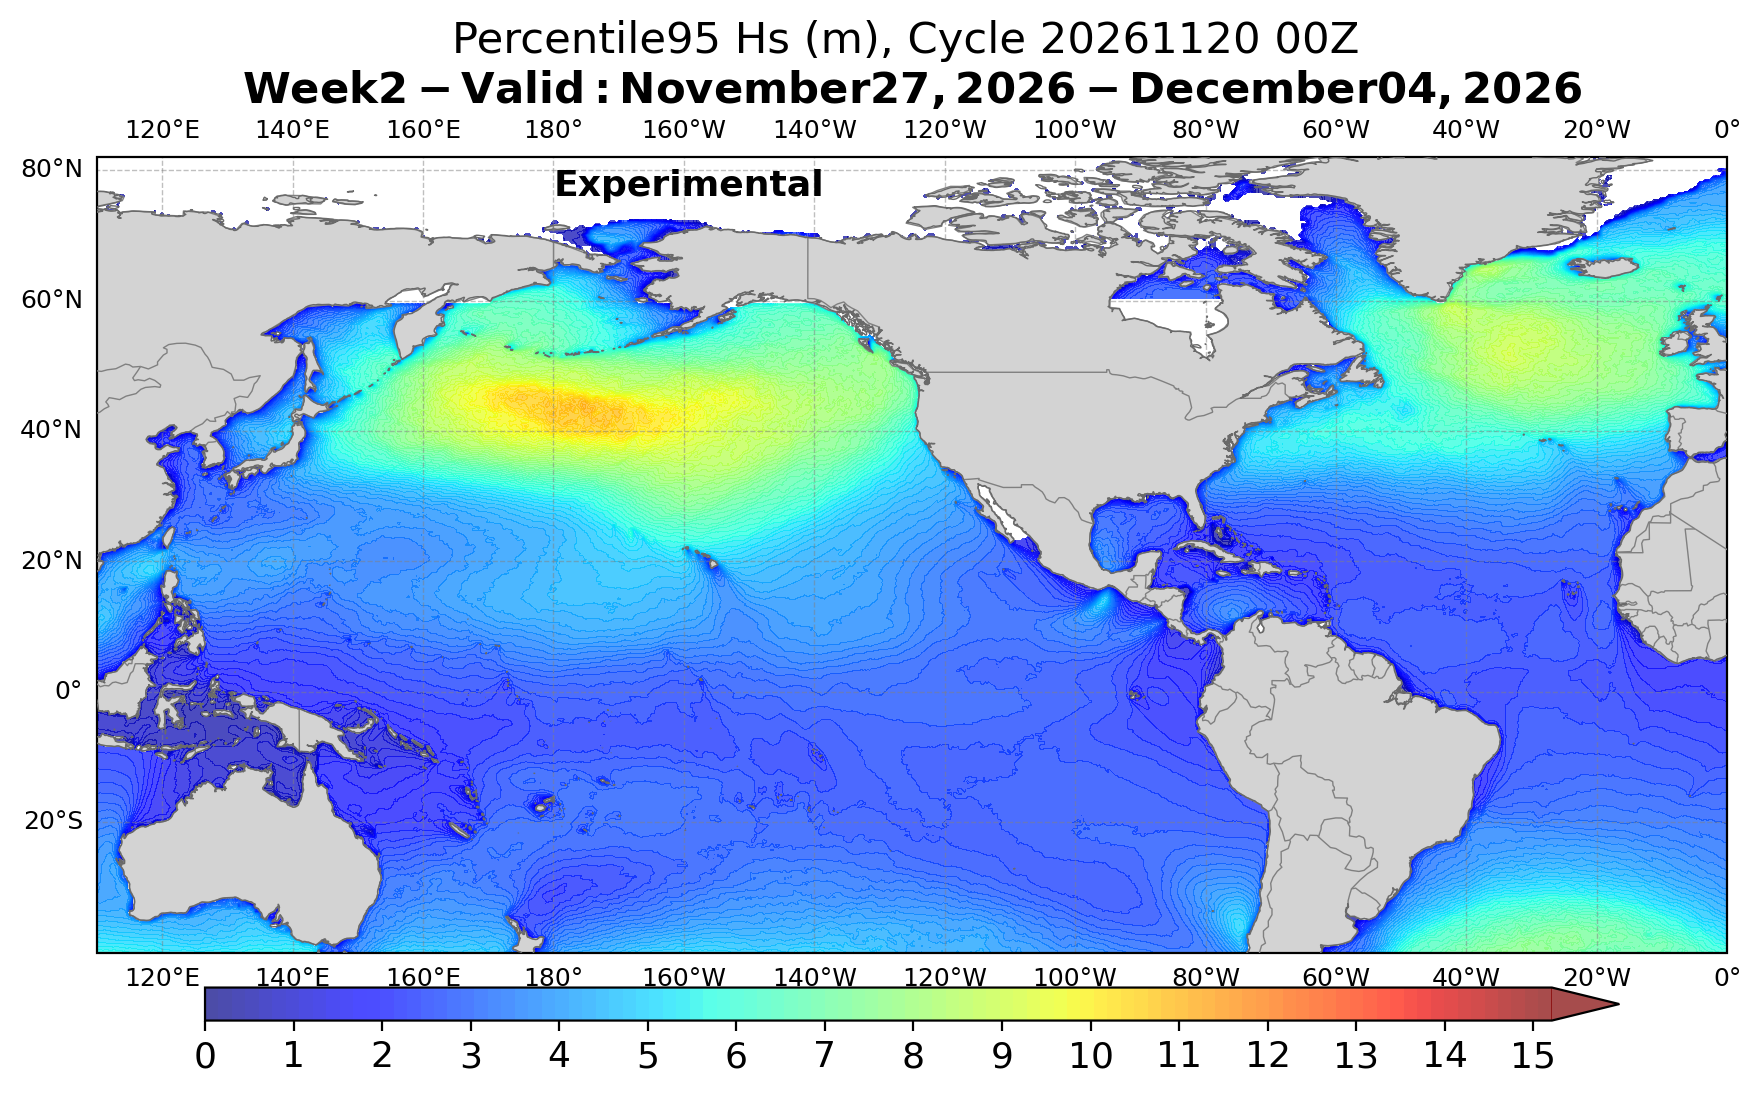 Percentile95 Hs (m), Cycle 20261120 00Z
Week2 − Valid : November27, 2026 − December04, 2026
120°E 140°E 160°E 180° 160°W 140°W 120°W 100°W 80°W 60°W 40°W 20°W 0°
80°N
Experimental
60°N
40°N
20°N
0°
20°S
120°E 140°E 160°E 180° 160°W 140°W 120°W 100°W 80°W 60°W 40°W 20°W 0°
0 1 2 3 4 5 6 7 8 9 10 11 12 13 14 15